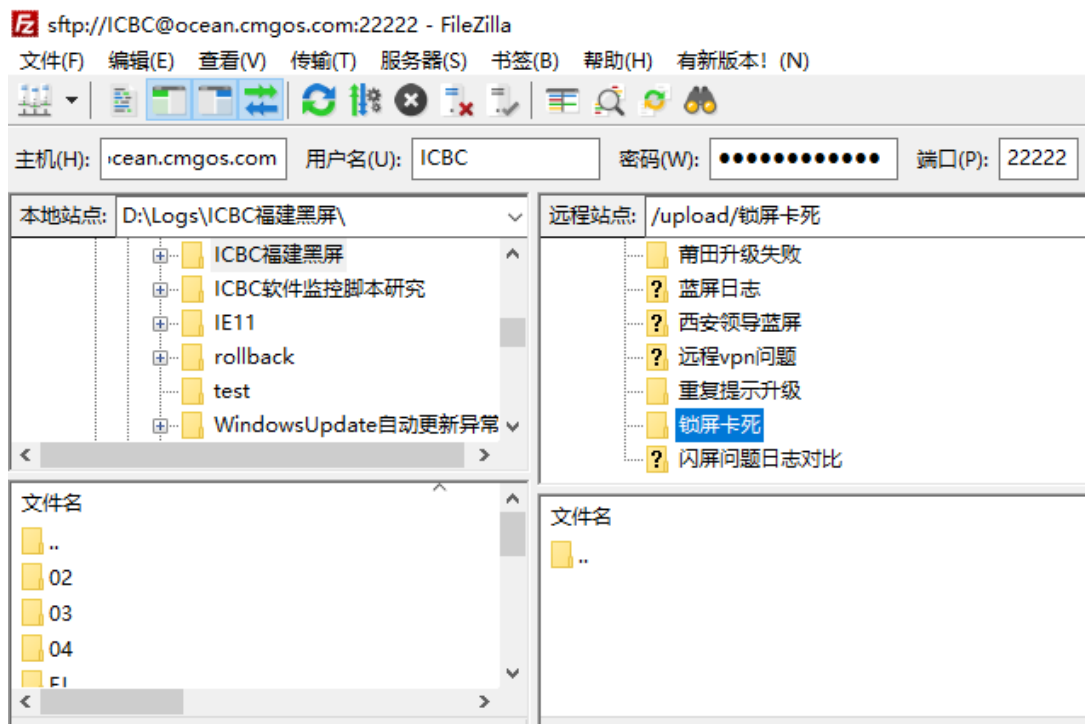 sftp://ICBC@ocean.cmgos.com:22222 - FileZilla
文件(F) 编辑(E) 查看(V) 传输(T) 服务器(S) 书签(B) 帮助(H) 有新版本! (N)
主机(H): ocean.cmgos.com 用户名(U): ICBC 密码(W): ●●●●●●●●●●●● 端口(P): 22222
本地站点: D:\Logs\ICBC福建黑屏\
ICBC福建黑屏
ICBC软件监控脚本研究
IE11
rollback
test
WindowsUpdate自动更新异常
文件名
..
02
03
04
远程站点: /upload/锁屏卡死
莆田升级失败
蓝屏日志
西安领导蓝屏
远程vpn问题
重复提示升级
锁屏卡死
闪屏问题日志对比
文件名
..